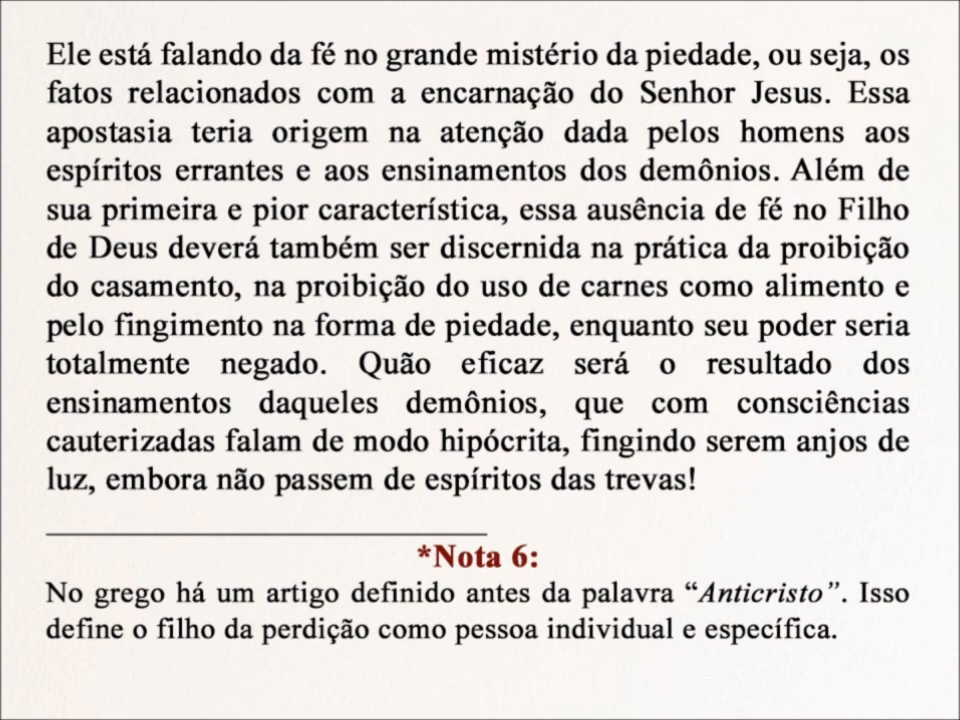 Ele está falando da fé no grande mistério da piedade, ou seja, os
fatos relacionados com a encarnação do Senhor Jesus. Essa
apostasia teria origem na atenção dada pelos homens aos
espíritos errantes e aos ensinamentos dos demônios. Além de
sua primeira e pior característica, essa ausência de fé no Filho
de Deus deverá também ser discernida na prática da proibição
do casamento, na proibição do uso de carnes como alimento e
pelo fingimento na forma de piedade, enquanto seu poder seria
totalmente negado. Quão eficaz será o resultado dos
ensinamentos daqueles demônios, que com consciências
cauterizadas falam de modo hipócrita, fingindo serem anjos de
luz, embora não passem de espíritos das trevas!
*Nota 6:
No grego há um artigo definido antes da palavra “Anticristo”. Isso
define o filho da perdição como pessoa individual e específica.